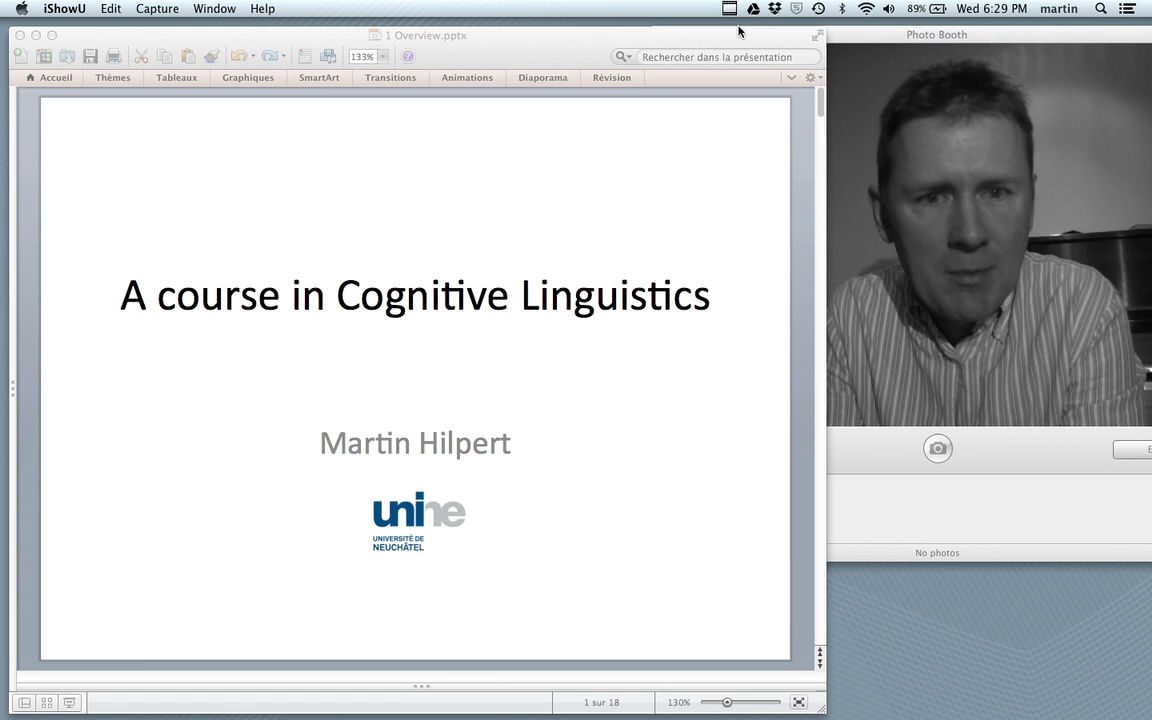 iShowU Edit Capture Window Help 89% Wed 6:29 PM martin
1 Overview.pptx
133%
Rechercher dans la présentation
Accueil Thèmes Tableaux Graphiques SmartArt Transitions Animations Diaporama Révision
A course in Cognitive Linguistics
Martin Hilpert
unine
UNIVERSITÉ DE
NEUCHÂTEL
1 sur 18 130%
Photo Booth
No photos